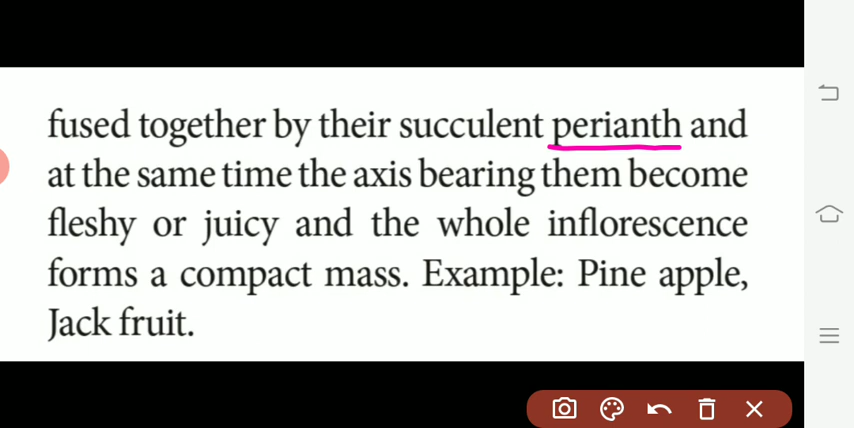 fused together by their succulent perianth and
at the same time the axis bearing them become
fleshy or juicy and the whole inflorescence
forms a compact mass. Example: Pine apple,
Jack fruit.